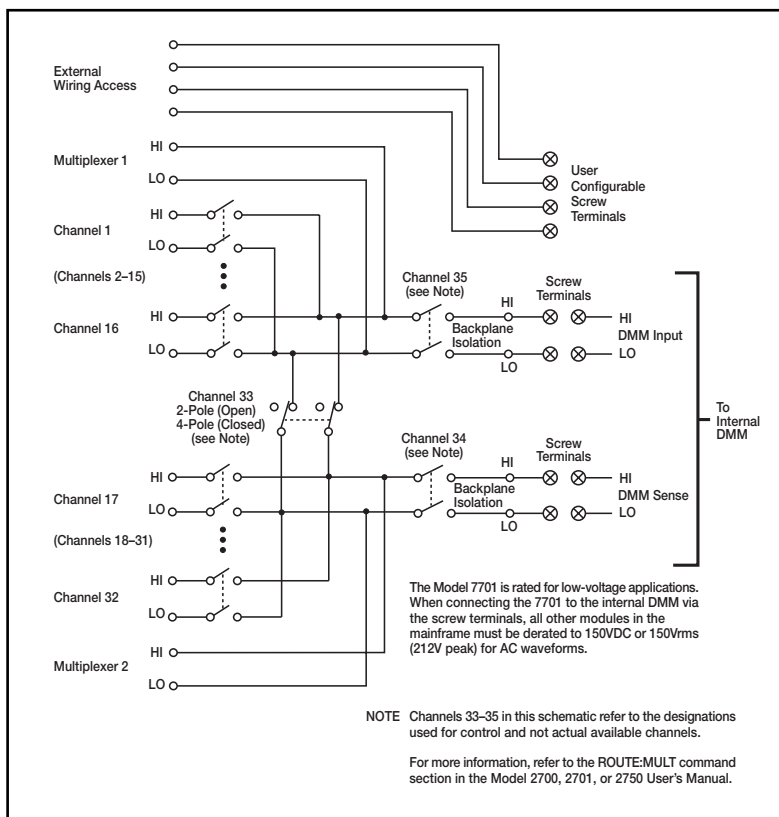 External
Wiring Access
Multiplexer 1
HI
LO
User
Configurable
Screw
Terminals
Channel 1
HI
LO
(Channels 2–15)
Channel 16
HI
LO
Channel 35
(see Note)
HI
Backplane
Isolation
LO
Screw
Terminals
HI
DMM Input
LO
Channel 33
2-Pole (Open)
4-Pole (Closed)
(see Note)
To
Internal
DMM
Channel 17
HI
LO
(Channels 18–31)
Channel 34
(see Note)
HI
Backplane
Isolation
LO
Screw
Terminals
HI
DMM Sense
LO
Channel 32
HI
LO
Multiplexer 2
HI
LO
The Model 7701 is rated for low-voltage applications.
When connecting the 7701 to the internal DMM via
the screw terminals, all other modules in the
mainframe must be derated to 150VDC or 150Vrms
(212V peak) for AC waveforms.
NOTE Channels 33–35 in this schematic refer to the designations
used for control and not actual available channels.
For more information, refer to the ROUTE:MULT command
section in the Model 2700, 2701, or 2750 User's Manual.